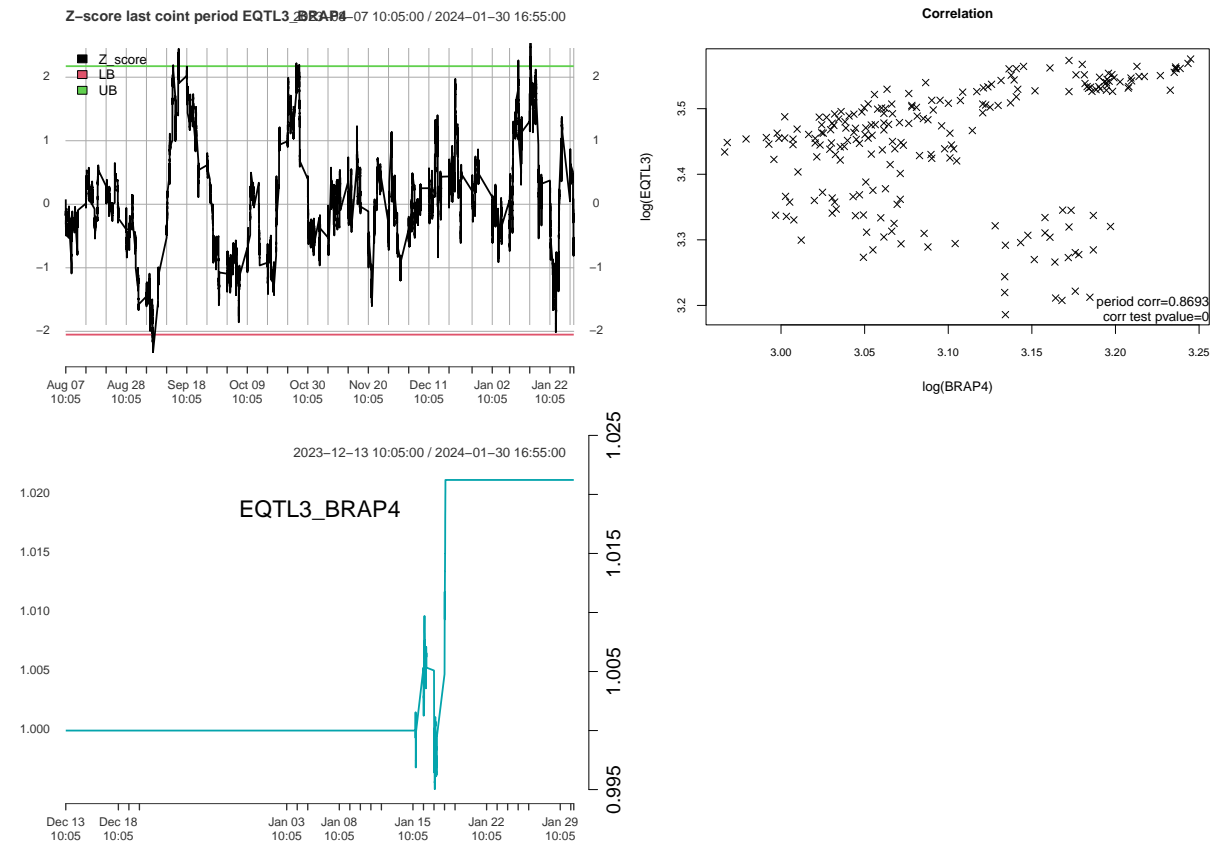 Z−score last coint period EQTL3_BRAP4
2023−08−07 10:05:00 / 2024−01−30 16:55:00
Z_score
LB
UB
2
1
0
−1
−2
2
1
0
−1
−2
Aug 07 10:05
Aug 28 10:05
Sep 18 10:05
Oct 09 10:05
Oct 30 10:05
Nov 20 10:05
Dec 11 10:05
Jan 02 10:05
Jan 22 10:05
Correlation
log(EQTL3)
3.5
3.4
3.3
3.2
period corr=0.8693
corr test pvalue=0
3.00 3.05 3.10 3.15 3.20 3.25
log(BRAP4)
2023−12−13 10:05:00 / 2024−01−30 16:55:00
EQTL3_BRAP4
1.020
1.015
1.010
1.005
1.000
1.025
1.015
1.005
0.995
Dec 13 10:05
Dec 18 10:05
Jan 03 10:05
Jan 08 10:05
Jan 15 10:05
Jan 22 10:05
Jan 29 10:05